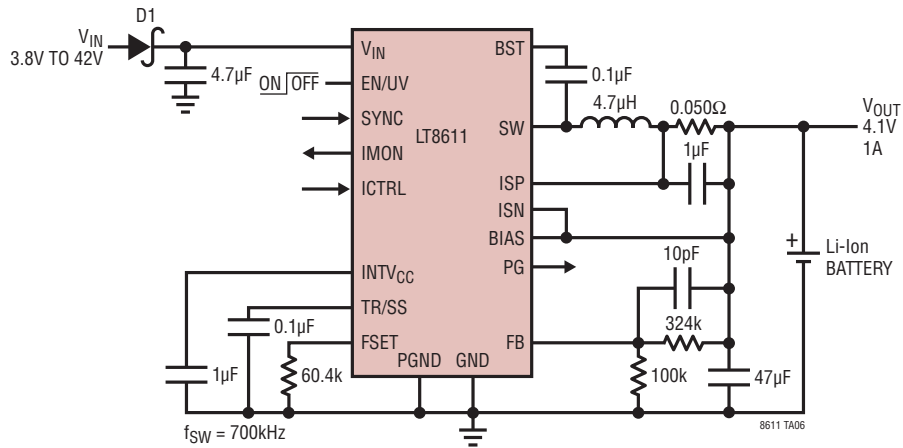 D1
VIN
3.8V TO 42V
4.7µF
ON OFF
VIN
EN/UV
SYNC
IMON
ICTRL
INTVCC
TR/SS
FSET
PGND
GND
LT8611
BST
SW
ISP
ISN
BIAS
PG
FB
0.1µF
4.7µH
0.050Ω
1µF
VOUT
4.1V
1A
+
Li-Ion
BATTERY
10pF
324k
100k
47µF
0.1µF
1µF
60.4k
fSW = 700kHz
8611 TA06